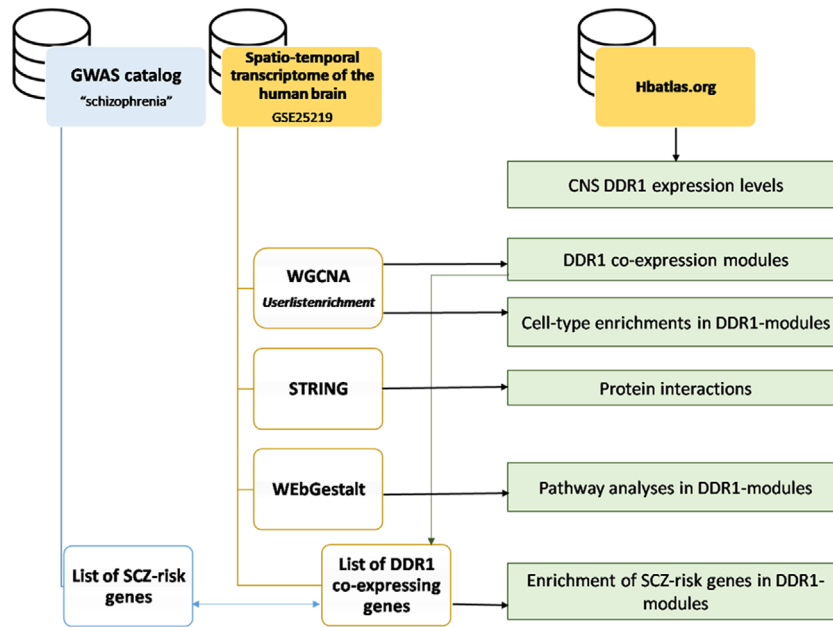 GWAS catalog
"schizophrenia"
Spatio-temporal
transcriptome of the
human brain
GSE25219
Hbatlas.org
CNS DDR1 expression levels
WGCNA
Userlistenrichment
DDR1 co-expression modules
Cell-type enrichments in DDR1-modules
STRING
Protein interactions
WEbGestalt
Pathway analyses in DDR1-modules
List of SCZ-risk
genes
List of DDR1
co-expressing
genes
Enrichment of SCZ-risk genes in DDR1-
modules